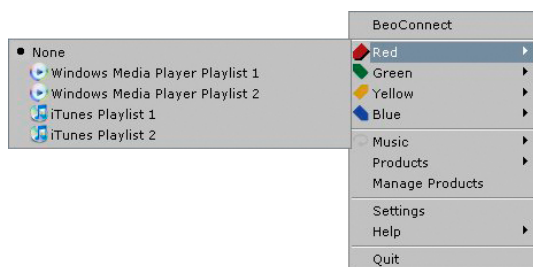 BeoConnect
Red
Green
Yellow
Blue
Music
Products
Manage Products
Settings
Help
Quit
None
Windows Media Player Playlist 1
Windows Media Player Playlist 2
iTunes Playlist 1
iTunes Playlist 2